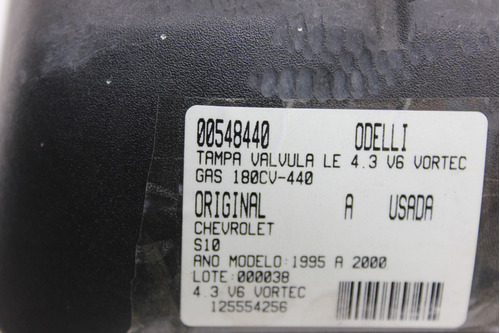 00548440 ODELLI
TAMPA VALVULA LE 4.3 V6 VORTEC
GAS 180CV-440
ORIGINAL A USADA
CHEVROLET
S10
ANO MODELO:1995 A 2000
LOTE:000038
4.3 V6 VORTEC
125554256